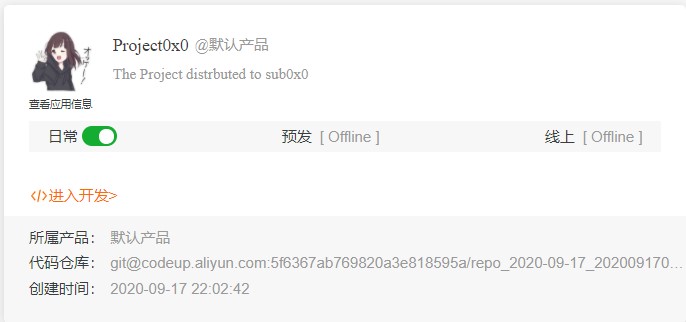 Project0x0 @默认产品
The Project distrbuted to sub0x0
查看应用信息
日常 预发 [ Offline ] 线上 [ Offline ]
</>进入开发>
所属产品： 默认产品
代码仓库： git@codeup.aliyun.com:5f6367ab769820a3e818595a/repo_2020-09-17_202009170...
创建时间： 2020-09-17 22:02:42